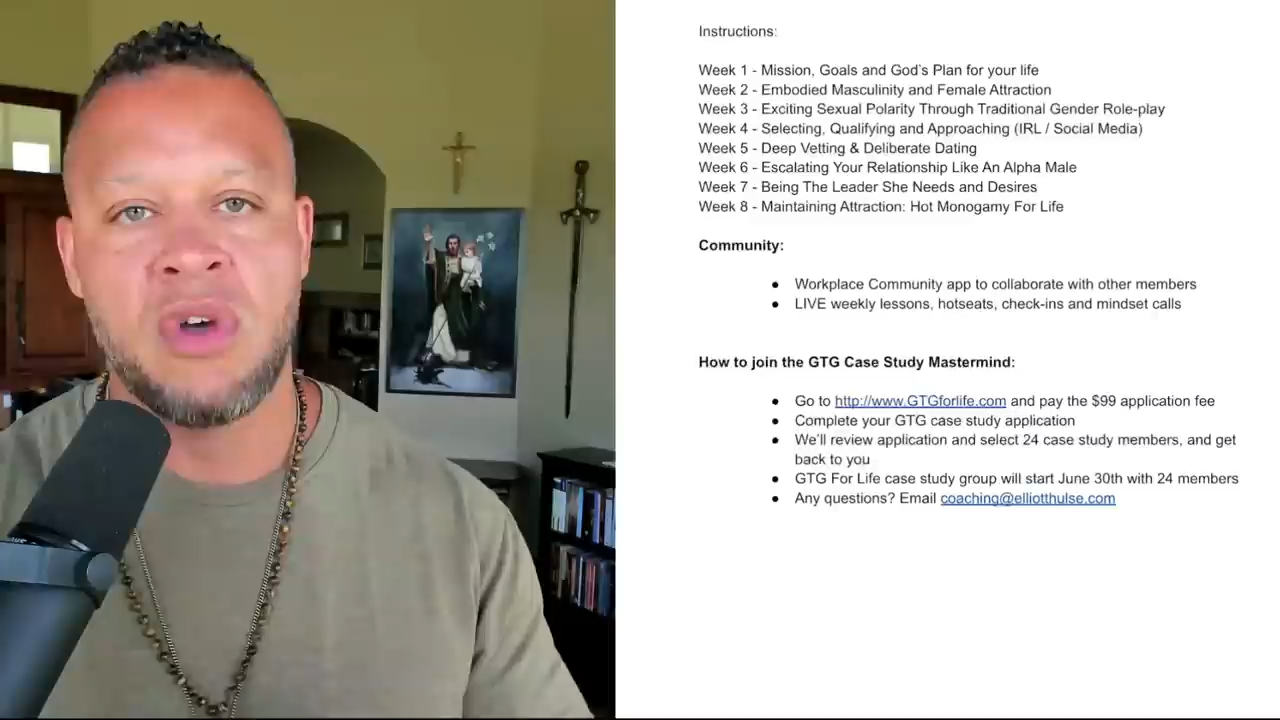 Instructions:
Week 1 - Mission, Goals and God's Plan for your life
Week 2 - Embodied Masculinity and Female Attraction
Week 3 - Exciting Sexual Polarity Through Traditional Gender Role-play
Week 4 - Selecting, Qualifying and Approaching (IRL / Social Media)
Week 5 - Deep Vetting & Deliberate Dating
Week 6 - Escalating Your Relationship Like An Alpha Male
Week 7 - Being The Leader She Needs and Desires
Week 8 - Maintaining Attraction: Hot Monogamy For Life
Community:
● Workplace Community app to collaborate with other members
● LIVE weekly lessons, hotseats, check-ins and mindset calls
How to join the GTG Case Study Mastermind:
● Go to http://www.GTGforlife.com and pay the $99 application fee
● Complete your GTG case study application
● We'll review application and select 24 case study members, and get
back to you
● GTG For Life case study group will start June 30th with 24 members
● Any questions? Email coaching@elliotthulse.com